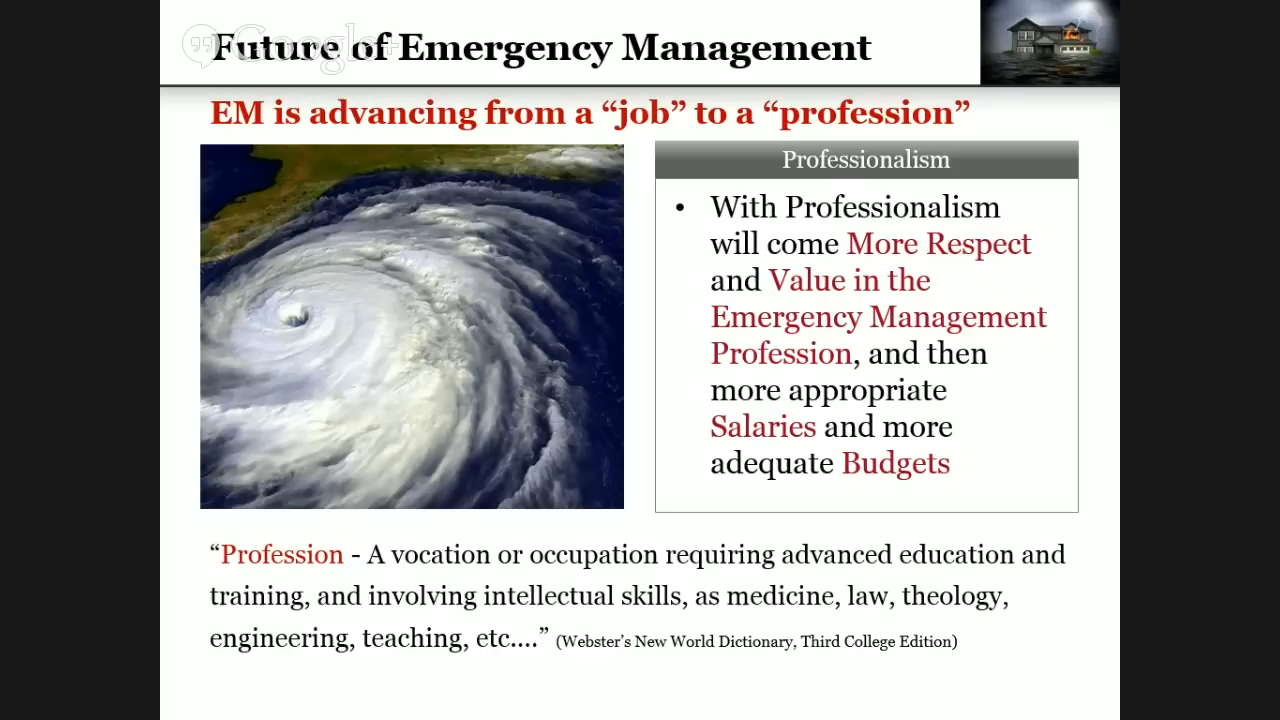 Google+
Future of Emergency Management
EM is advancing from a “job” to a “profession”
Professionalism
• With Professionalism
will come More Respect
and Value in the
Emergency Management
Profession, and then
more appropriate
Salaries and more
adequate Budgets
“Profession - A vocation or occupation requiring advanced education and
training, and involving intellectual skills, as medicine, law, theology,
engineering, teaching, etc....” (Webster’s New World Dictionary, Third College Edition)